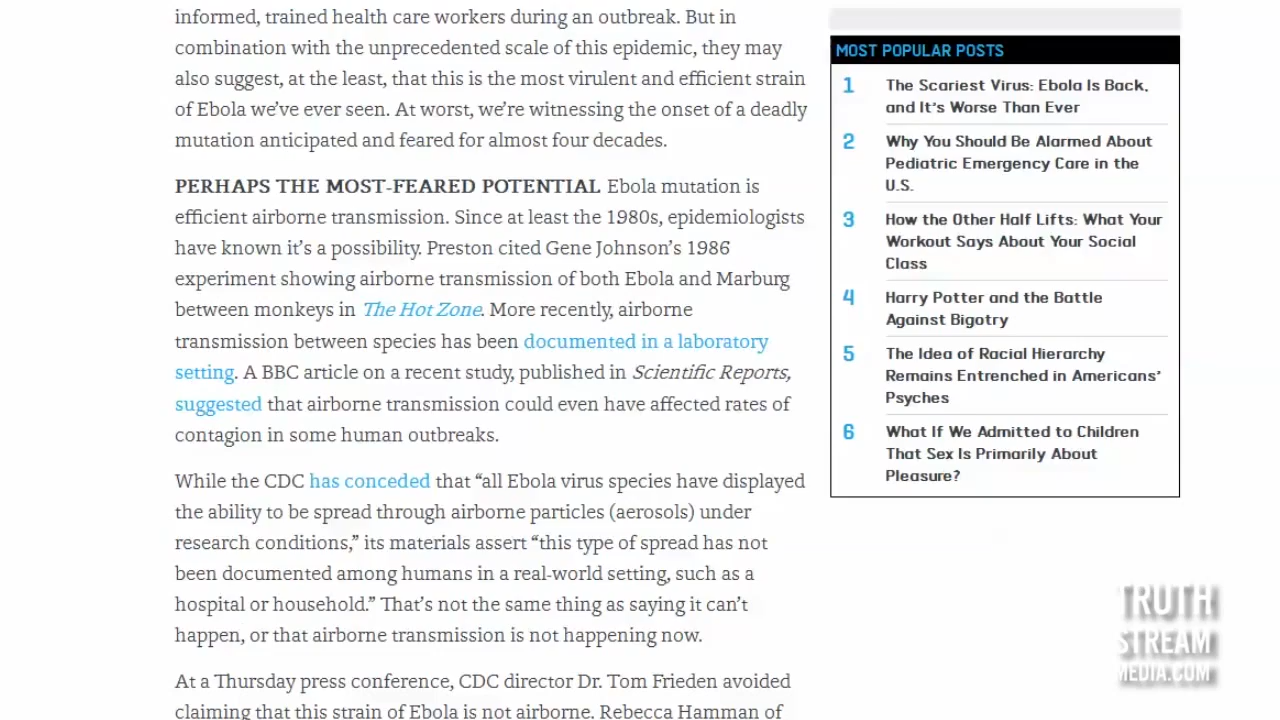 informed, trained health care workers during an outbreak. But in
combination with the unprecedented scale of this epidemic, they may
also suggest, at the least, that this is the most virulent and efficient strain
of Ebola we've ever seen. At worst, we're witnessing the onset of a deadly
mutation anticipated and feared for almost four decades.
PERHAPS THE MOST-FEARED POTENTIAL Ebola mutation is
efficient airborne transmission. Since at least the 1980s, epidemiologists
have known it's a possibility. Preston cited Gene Johnson's 1986
experiment showing airborne transmission of both Ebola and Marburg
between monkeys in The Hot Zone. More recently, airborne
transmission between species has been documented in a laboratory
setting. A BBC article on a recent study, published in Scientific Reports,
suggested that airborne transmission could even have affected rates of
contagion in some human outbreaks.
While the CDC has conceded that “all Ebola virus species have displayed
the ability to be spread through airborne particles (aerosols) under
research conditions,” its materials assert “this type of spread has not
been documented among humans in a real-world setting, such as a
hospital or household.” That's not the same thing as saying it can't
happen, or that airborne transmission is not happening now.
At a Thursday press conference, CDC director Dr. Tom Frieden avoided
claiming that this strain of Ebola is not airborne. Rebecca Hamman of
MOST POPULAR POSTS
1 The Scariest Virus: Ebola Is Back,
and It's Worse Than Ever
2 Why You Should Be Alarmed About
Pediatric Emergency Care in the
U.S.
3 How the Other Half Lifts: What Your
Workout Says About Your Social
Class
4 Harry Potter and the Battle
Against Bigotry
5 The Idea of Racial Hierarchy
Remains Entrenched in Americans'
Psyches
6 What If We Admitted to Children
That Sex Is Primarily About
Pleasure?
TRUTH
STREAM
MEDIA.COM